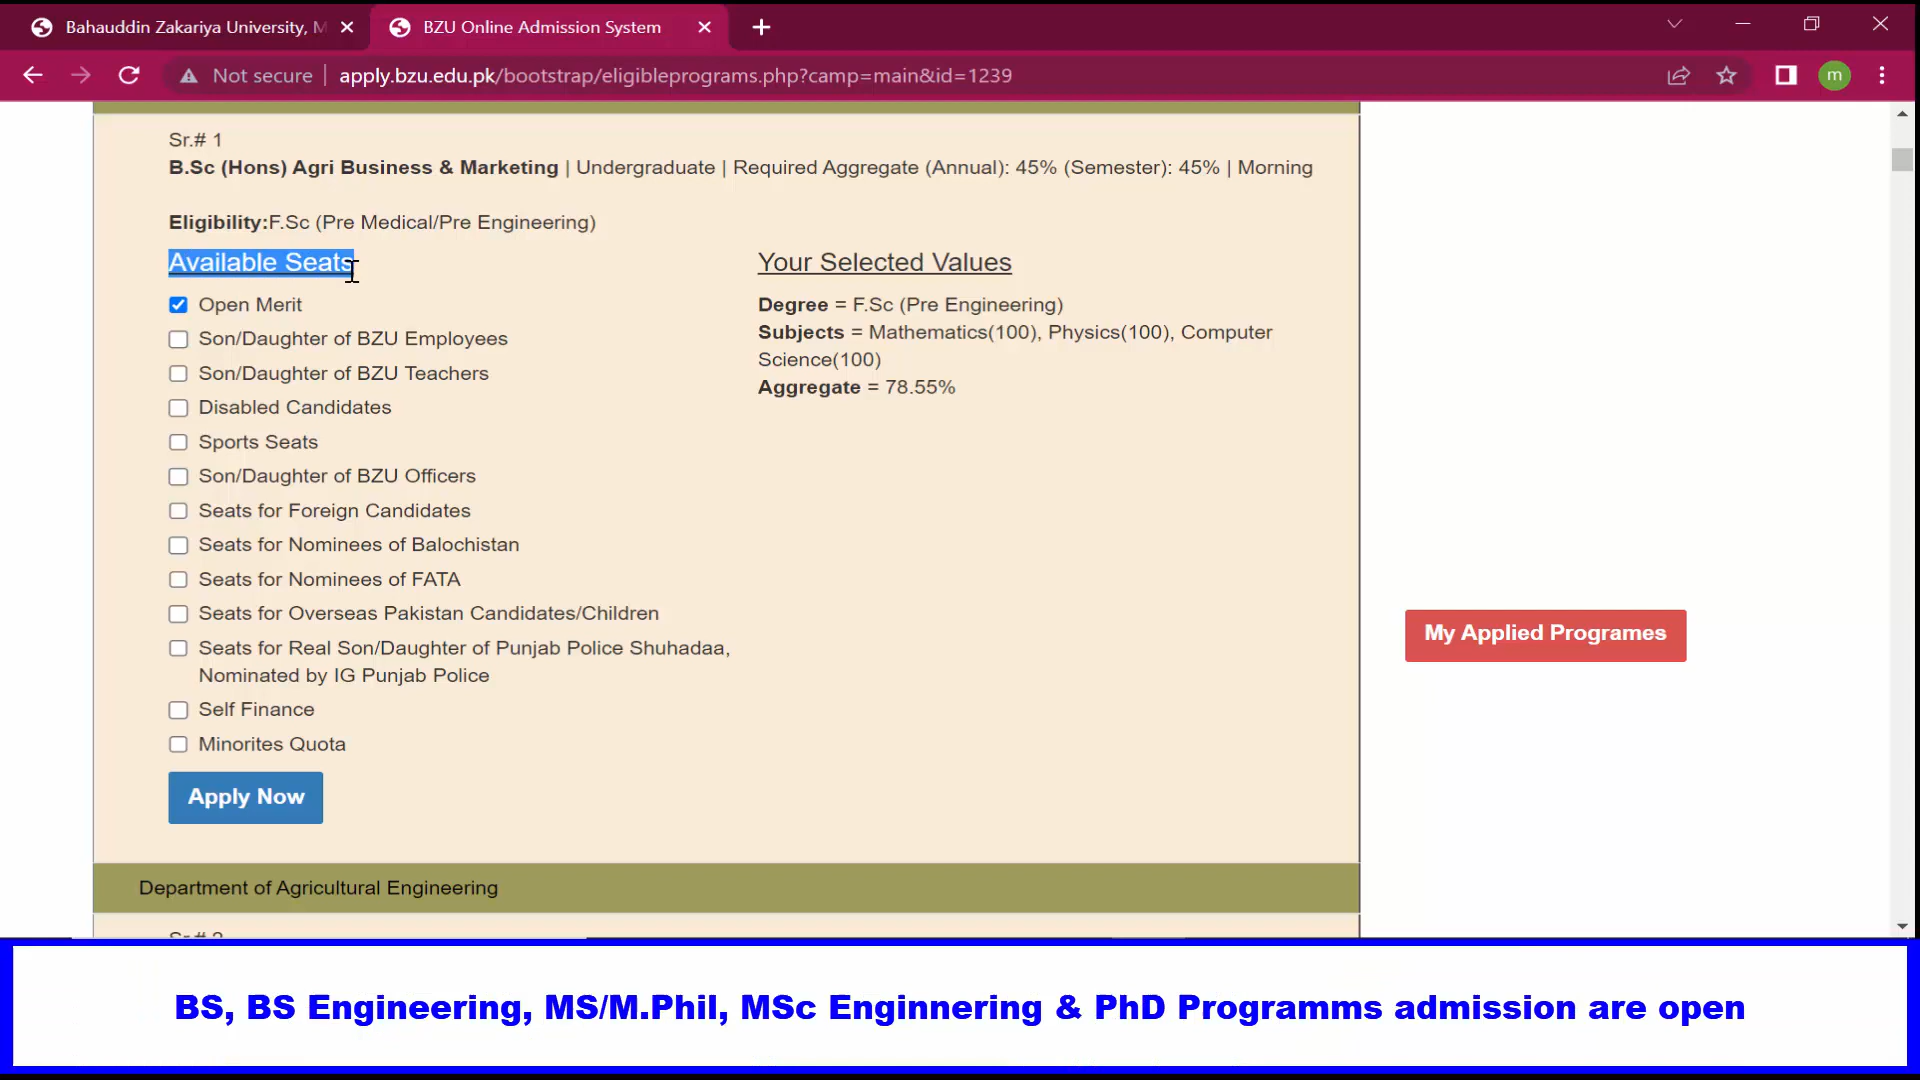 Bahauddin Zakariya University, M
BZU Online Admission System
Not secure
apply.bzu.edu.pk/bootstrap/eligibleprograms.php?camp=main&id=1239
m
Sr.# 1
B.Sc (Hons) Agri Business & Marketing | Undergraduate | Required Aggregate (Annual): 45% (Semester): 45% | Morning
Eligibility:F.Sc (Pre Medical/Pre Engineering)
Available Seats
Open Merit
Son/Daughter of BZU Employees
Son/Daughter of BZU Teachers
Disabled Candidates
Sports Seats
Son/Daughter of BZU Officers
Seats for Foreign Candidates
Seats for Nominees of Balochistan
Seats for Nominees of FATA
Seats for Overseas Pakistan Candidates/Children
Seats for Real Son/Daughter of Punjab Police Shuhadaa,
Nominated by IG Punjab Police
Self Finance
Minorites Quota
Apply Now
Your Selected Values
Degree = F.Sc (Pre Engineering)
Subjects = Mathematics(100), Physics(100), Computer
Science(100)
Aggregate = 78.55%
My Applied Programes
Department of Agricultural Engineering
Sr.# 2
BS, BS Engineering, MS/M.Phil, MSc Enginnering & PhD Programms admission are open